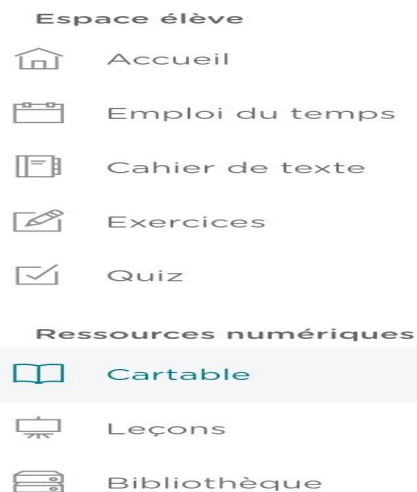 Espace élève
Accueil
Emploi du temps
Cahier de texte
Exercices
Quiz
Ressources numériques
Cartable
Leçons
Bibliothèque